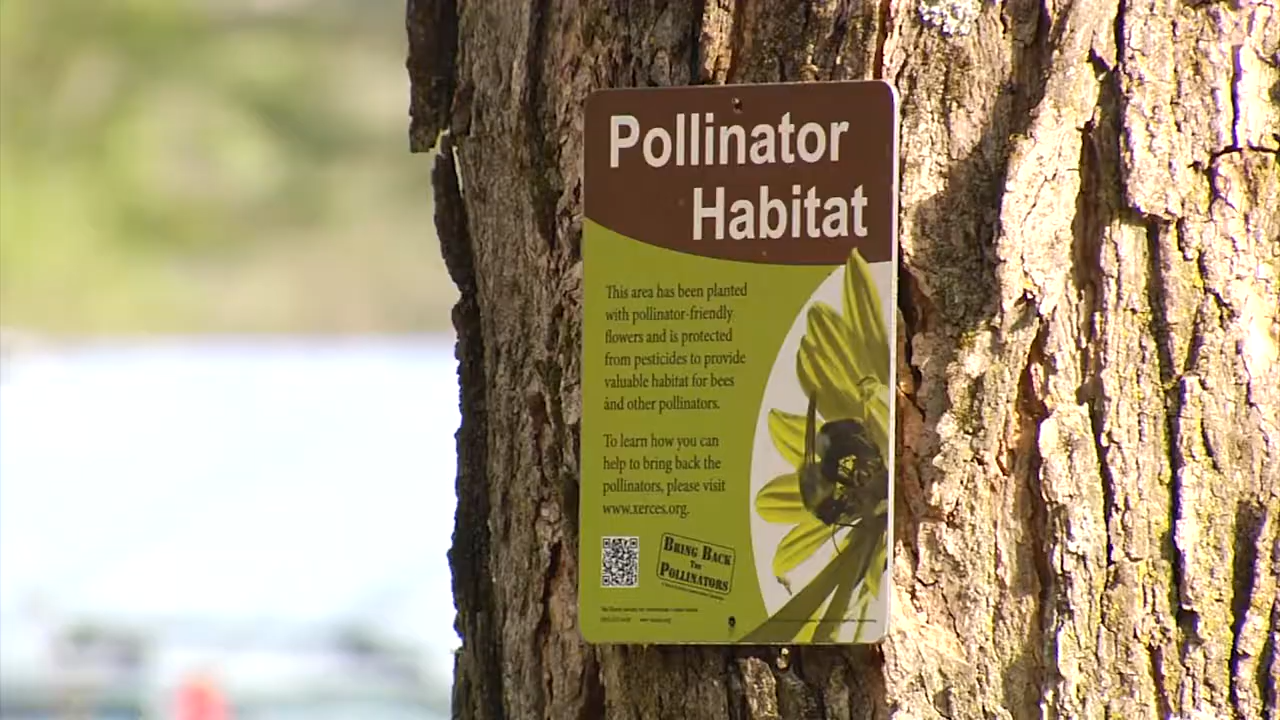 Pollinator
Habitat
This area has been planted
with pollinator-friendly
flowers and is protected
from pesticides to provide
valuable habitat for bees
and other pollinators.
To learn how you can
help to bring back the
pollinators, please visit
www.xerces.org.
BRING BACK
THE
POLLINATORS